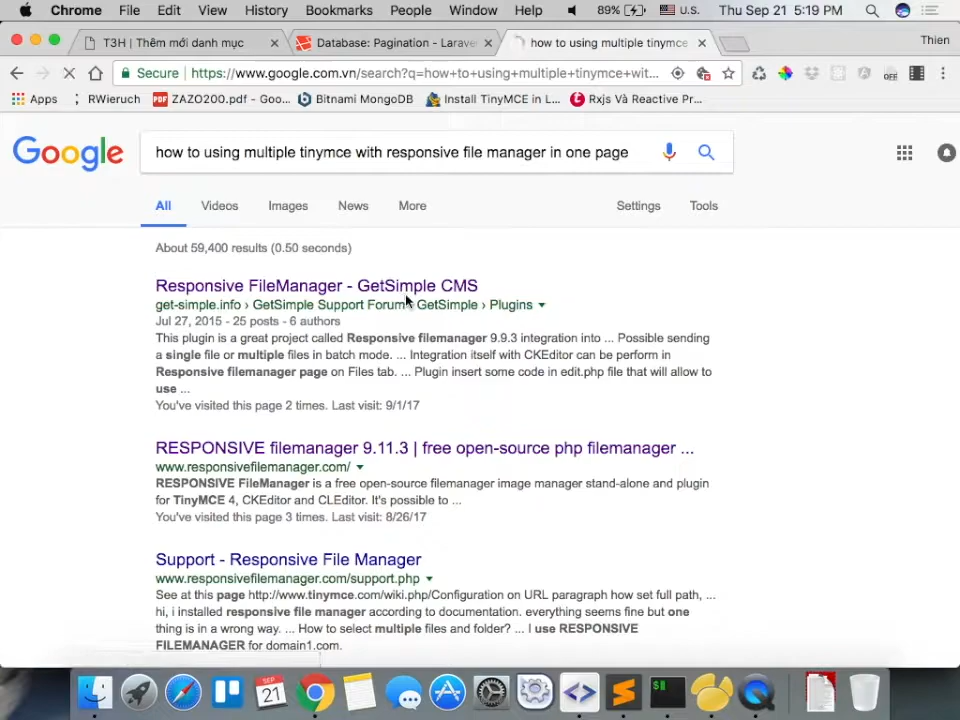 Chrome File Edit View History Bookmarks People Window Help 89% U.S. Thu Sep 21 5:19 PM
T3H | Thêm mới danh mục
Database: Pagination - Larave
how to using multiple tinymce
Thien
Secure | https://www.google.com.vn/search?q=how+to+using+multiple+tinymce+wit...
OFF
Apps
RWieruch
PDF ZAZO200.pdf - Goo...
Bitnami MongoDB
Install TinyMCE in L...
Rxjs Và Reactive Pr...
Google
how to using multiple tinymce with responsive file manager in one page
All Videos Images News More Settings Tools
About 59,400 results (0.50 seconds)
Responsive FileManager - GetSimple CMS
get-simple.info › GetSimple Support Forum › GetSimple › Plugins
Jul 27, 2015 - 25 posts - 6 authors
This plugin is a great project called Responsive filemanager 9.9.3 integration into ... Possible sending
a single file or multiple files in batch mode. ... Integration itself with CKEditor can be perform in
Responsive filemanager page on Files tab. ... Plugin insert some code in edit.php file that will allow to
use ...
You've visited this page 2 times. Last visit: 9/1/17
RESPONSIVE filemanager 9.11.3 | free open-source php filemanager ...
www.responsivefilemanager.com/
RESPONSIVE FileManager is a free open-source filemanager image manager stand-alone and plugin
for TinyMCE 4, CKEditor and CLEditor. It's possible to ...
You've visited this page 3 times. Last visit: 8/26/17
Support - Responsive File Manager
www.responsivefilemanager.com/support.php
See at this page http://www.tinymce.com/wiki.php/Configuration on URL paragraph how set full path, ...
hi, i installed responsive file manager according to documentation. everything seems fine but one
thing is in a wrong way. ... How to select multiple files and folder? ... I use RESPONSIVE
FILEMANAGER for domain1.com.
SEP
21